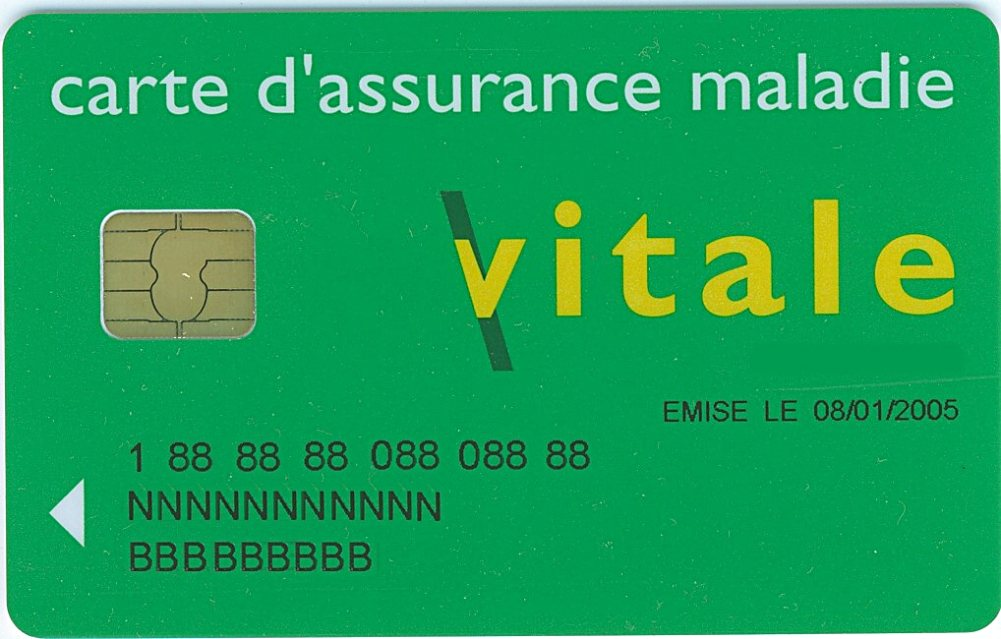 carte d'assurance maladie
vitale
EMISE LE 08/01/2005
1 88 88 88 088 088 88
NNNNNNNNNNN
BBBBBBBBB